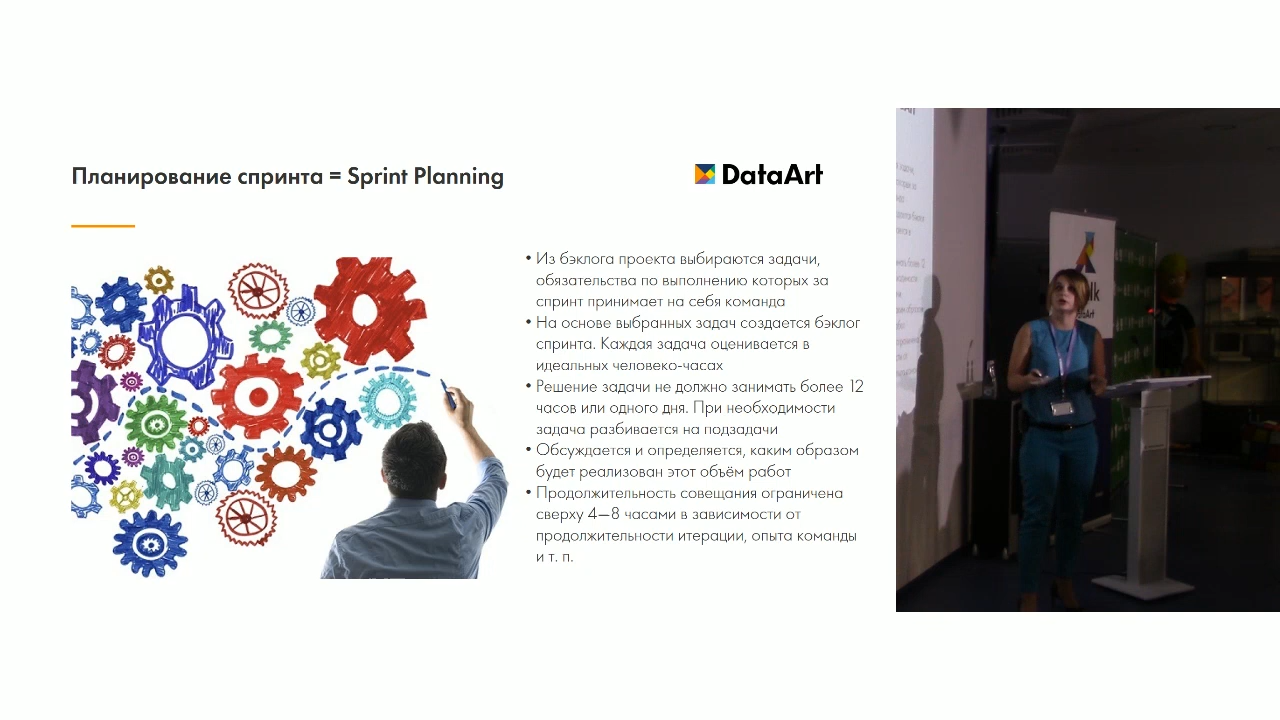 Планирование спринта = Sprint Planning
DataArt
• Из бэклога проекта выбираются задачи,
обязательства по выполнению которых за
спринт принимает на себя команда
• На основе выбранных задач создается бэклог
спринта. Каждая задача оценивается в
идеальных человеко-часах
• Решение задачи не должно занимать более 12
часов или одного дня. При необходимости
задача разбивается на подзадачи
• Обсуждается и определяется, каким образом
будет реализован этот объём работ
• Продолжительность совещания ограничена
сверху 4—8 часами в зависимости от
продолжительности итерации, опыта команды
и т. п.